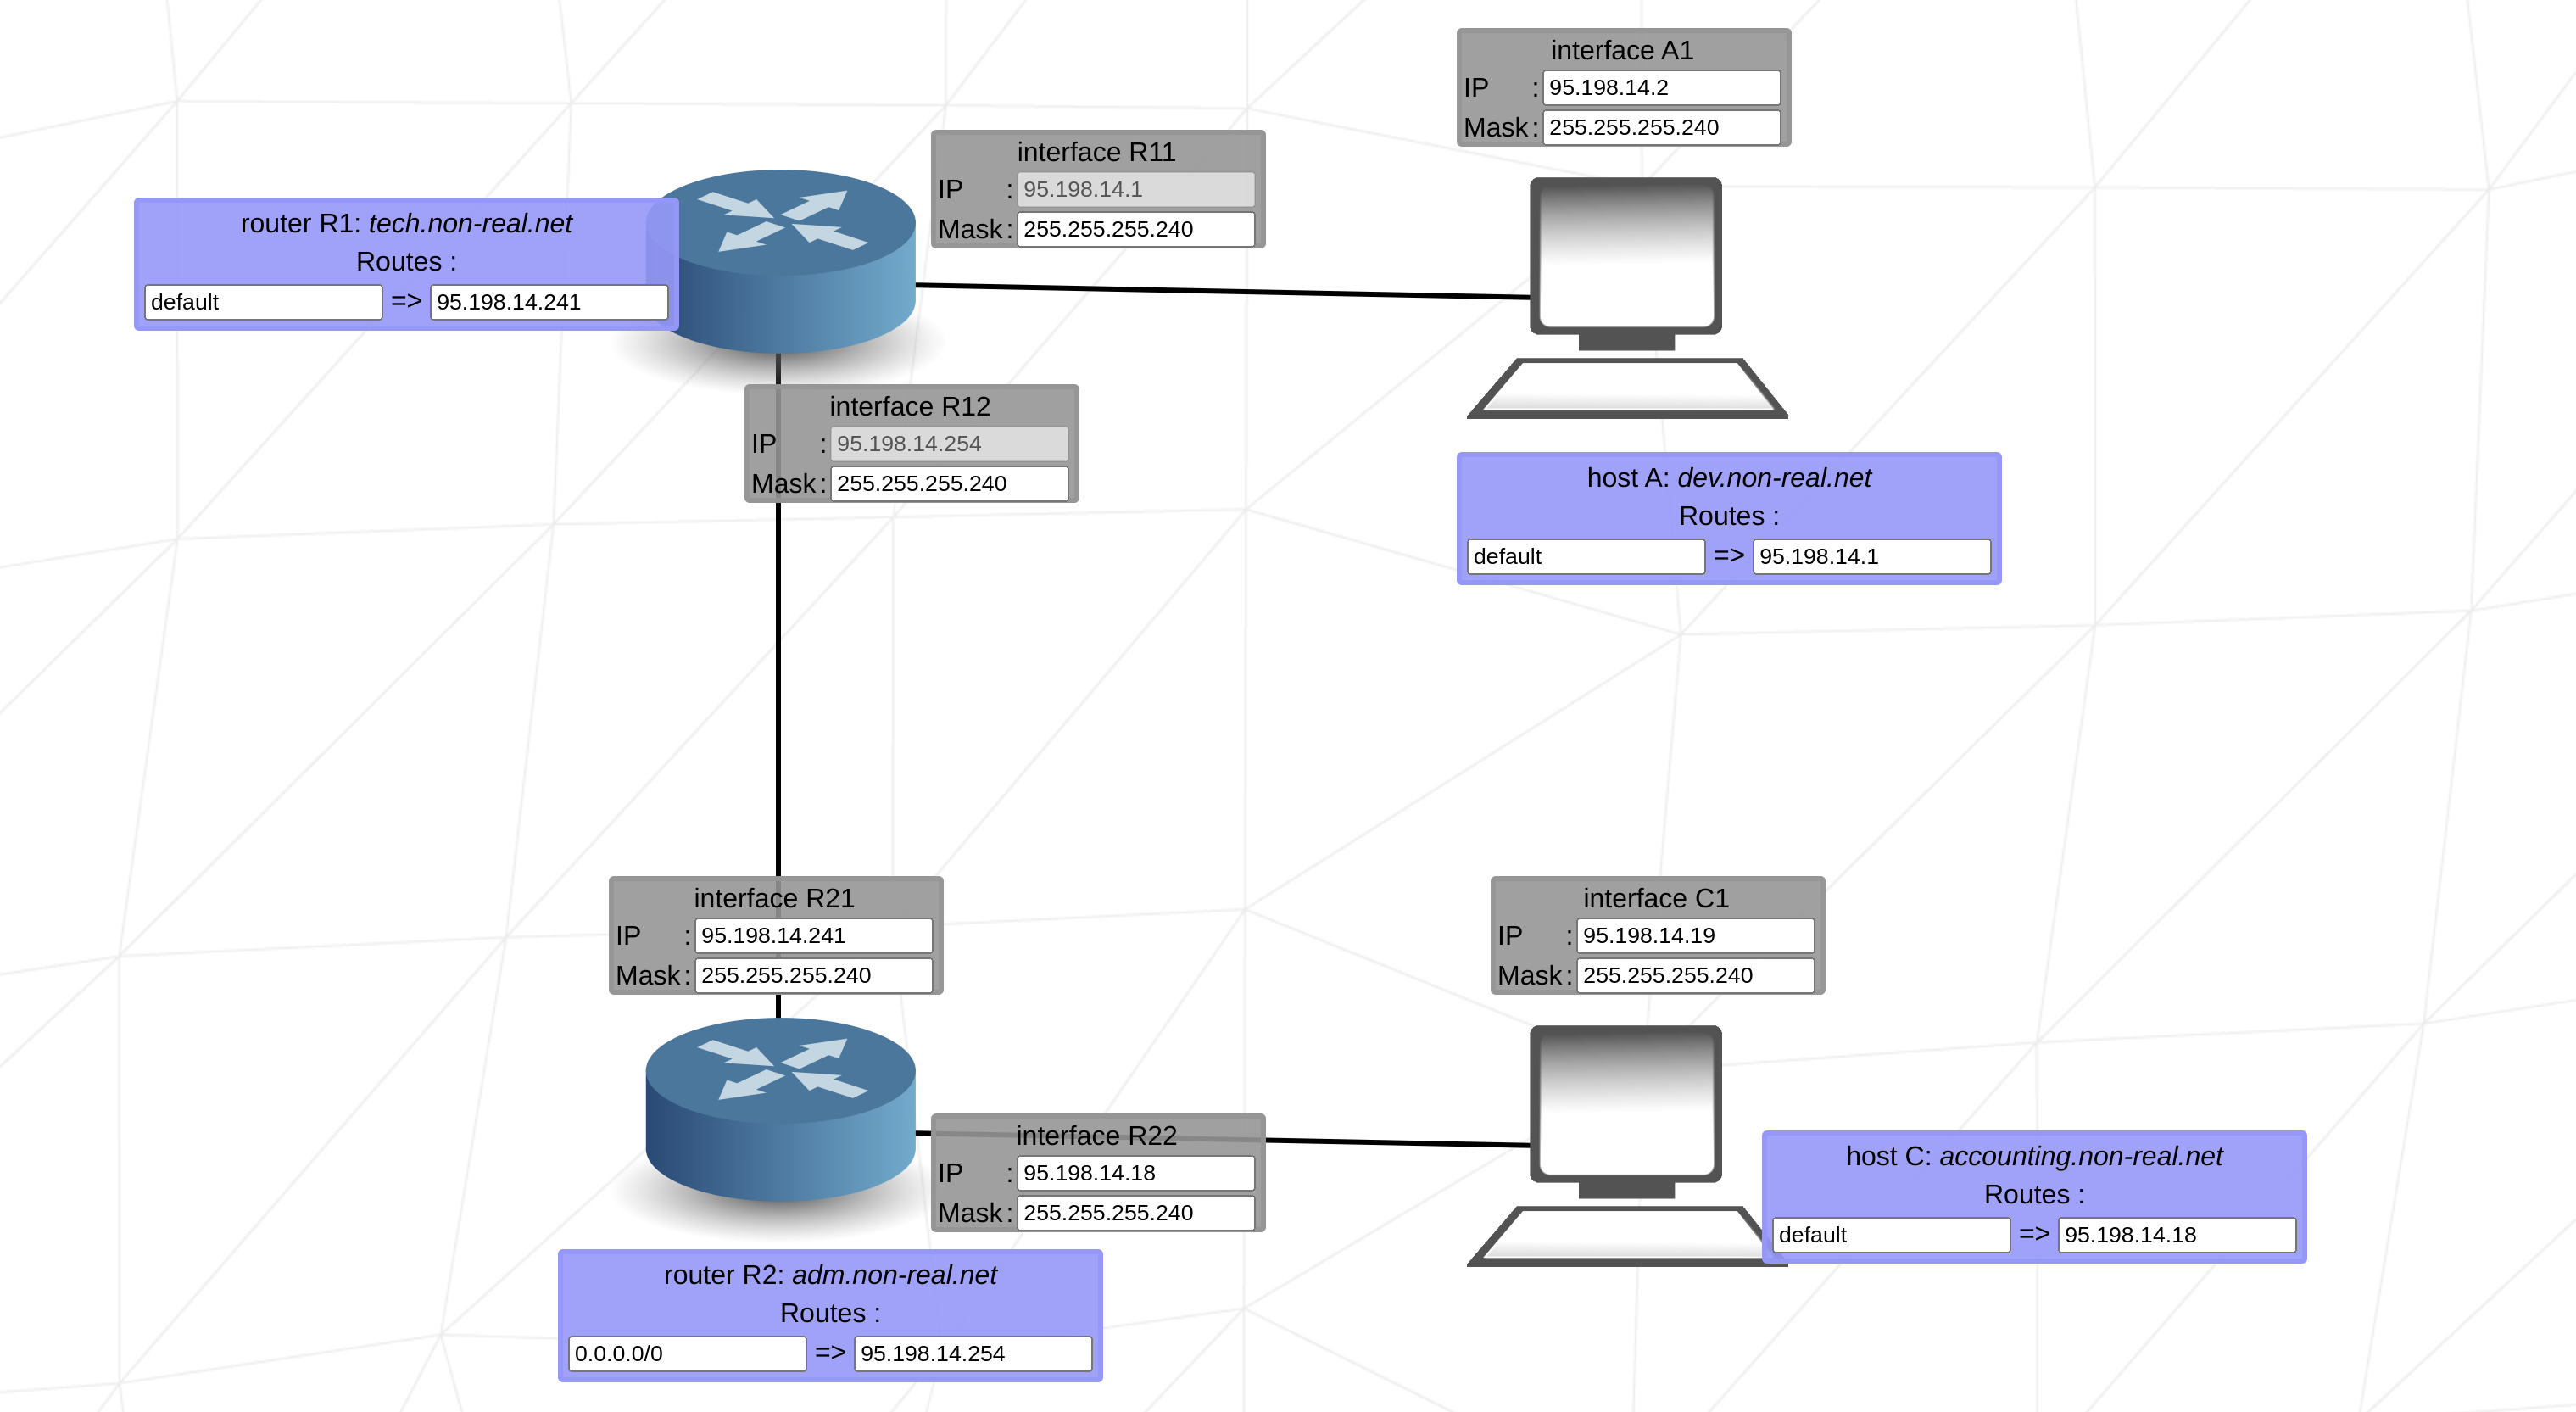 interface A1
IP : 95.198.14.2
Mask : 255.255.255.240
interface R11
IP : 95.198.14.1
Mask : 255.255.255.240
router R1: tech.non-real.net
Routes :
default => 95.198.14.241
interface R12
IP : 95.198.14.254
Mask : 255.255.255.240
host A: dev.non-real.net
Routes :
default => 95.198.14.1
interface R21
IP : 95.198.14.241
Mask : 255.255.255.240
interface C1
IP : 95.198.14.19
Mask : 255.255.255.240
interface R22
IP : 95.198.14.18
Mask : 255.255.255.240
host C: accounting.non-real.net
Routes :
default => 95.198.14.18
router R2: adm.non-real.net
Routes :
0.0.0.0/0 => 95.198.14.254